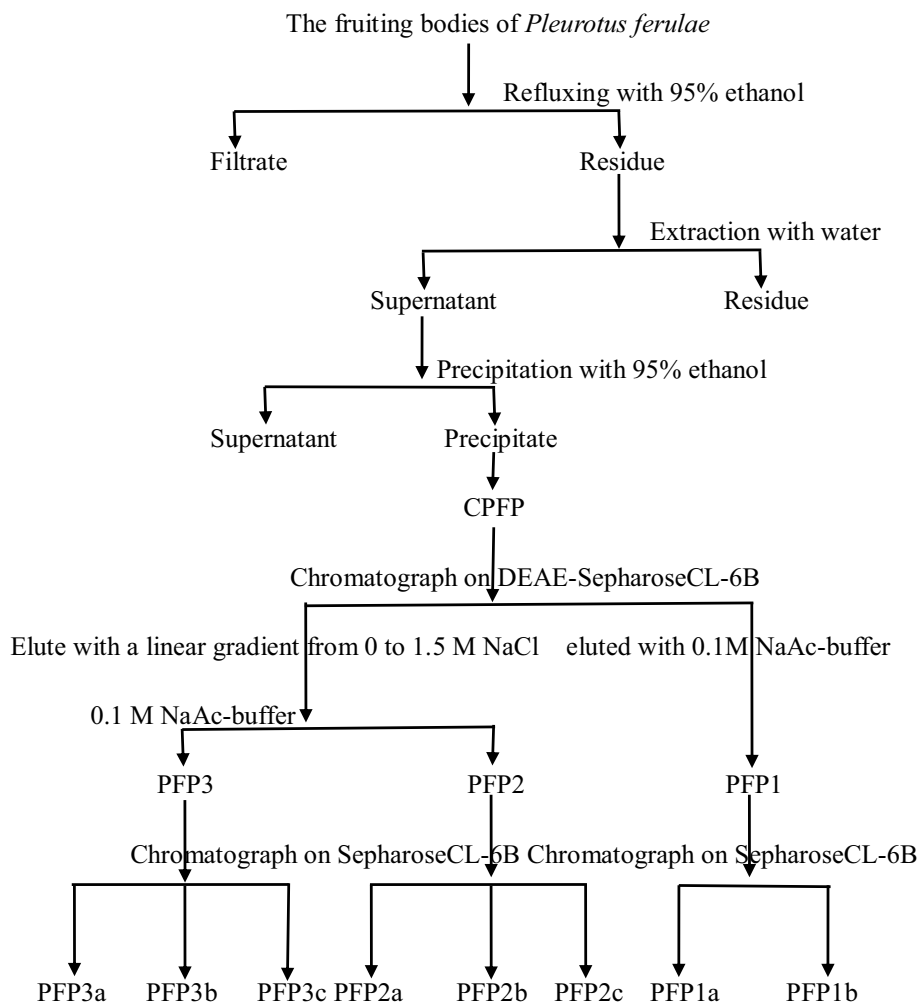 The fruiting bodies of Pleurotus ferulae
Refluxing with 95% ethanol
Filtrate Residue
Extraction with water
Supernatant Residue
Precipitation with 95% ethanol
Supernatant Precipitate
CPFP
Chromatograph on DEAE-SepharoseCL-6B
Elute with a linear gradient from 0 to 1.5 M NaCl eluted with 0.1M NaAc-buffer
0.1 M NaAc-buffer
PFP3 PFP2 PFP1
Chromatograph on SepharoseCL-6B Chromatograph on SepharoseCL-6B
PFP3a PFP3b PFP3c PFP2a PFP2b PFP2c PFP1a PFP1b